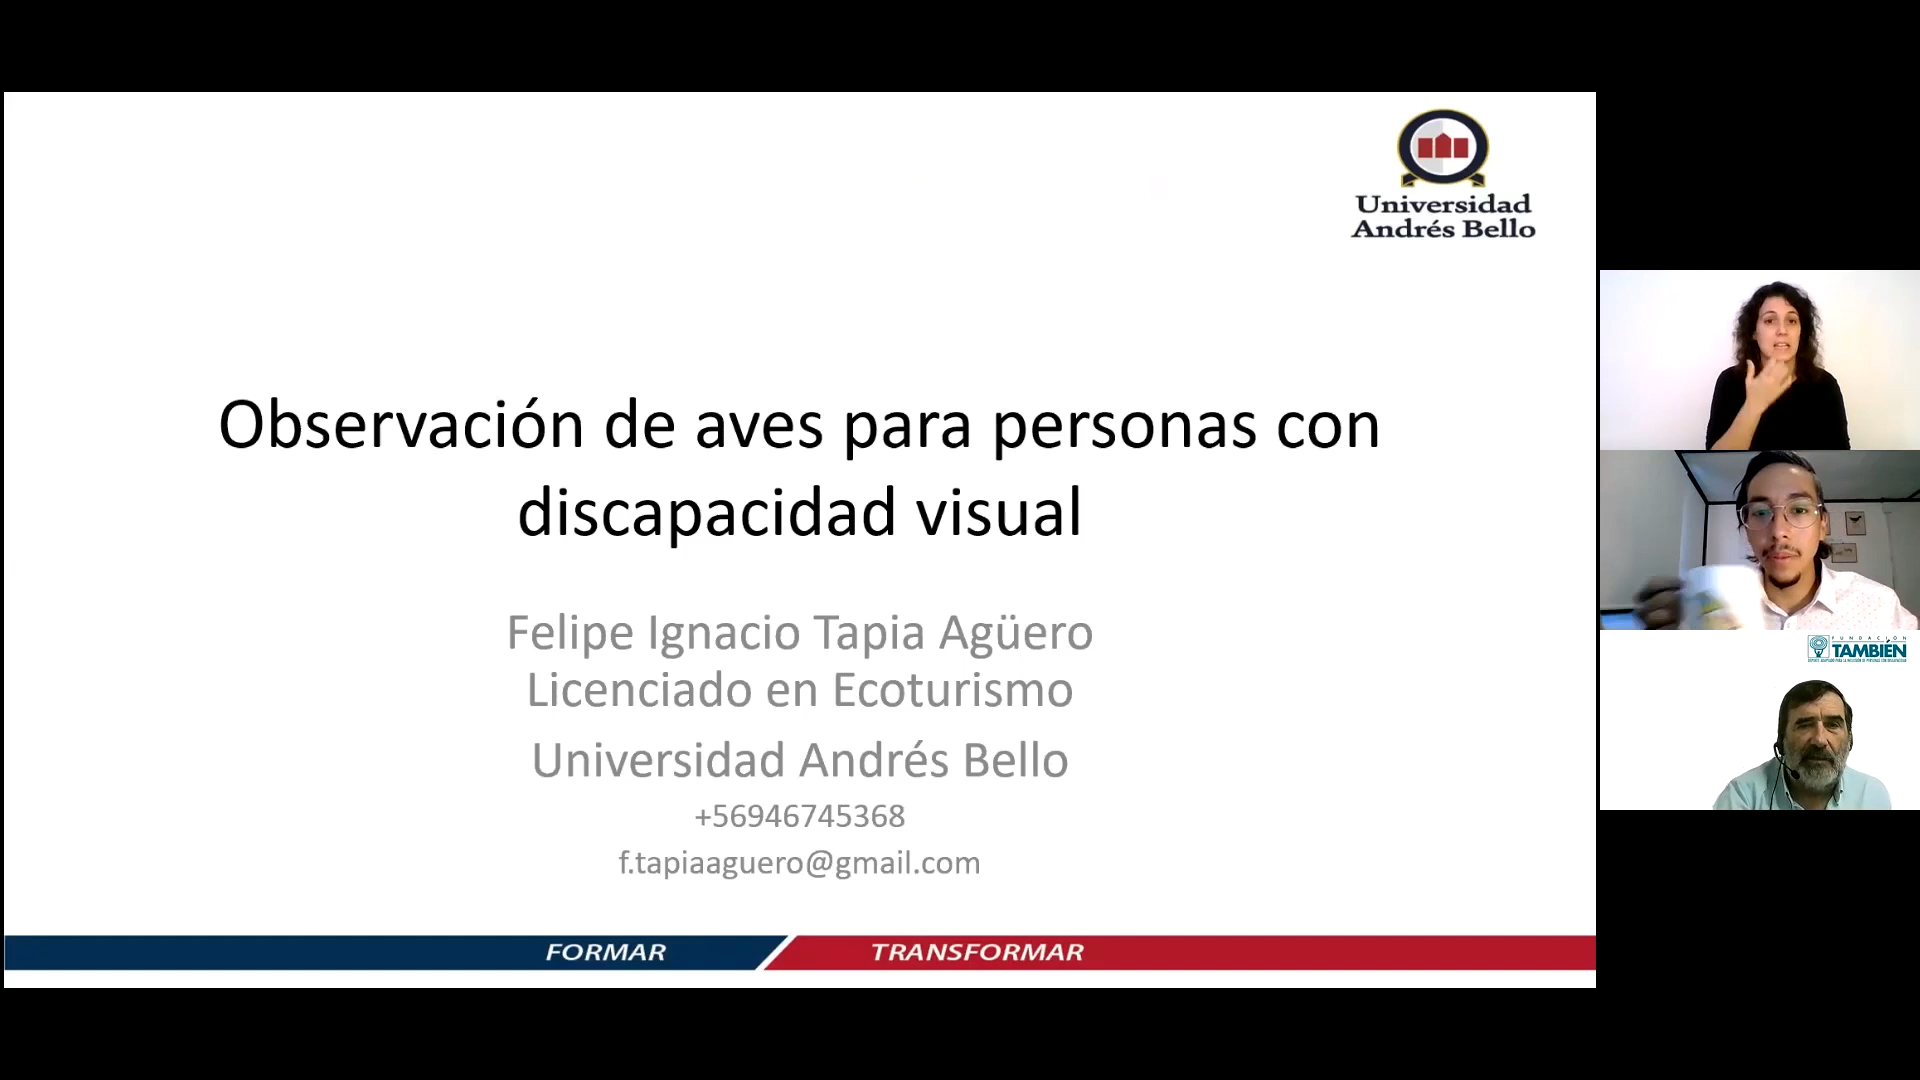 Universidad
Andrés Bello
Observación de aves para personas con
discapacidad visual
Felipe Ignacio Tapia Agüero
Licenciado en Ecoturismo
Universidad Andrés Bello
+56946745368
f.tapiaaguero@gmail.com
FORMAR TRANSFORMAR
FUNDACIÓN
TAMBIÉN